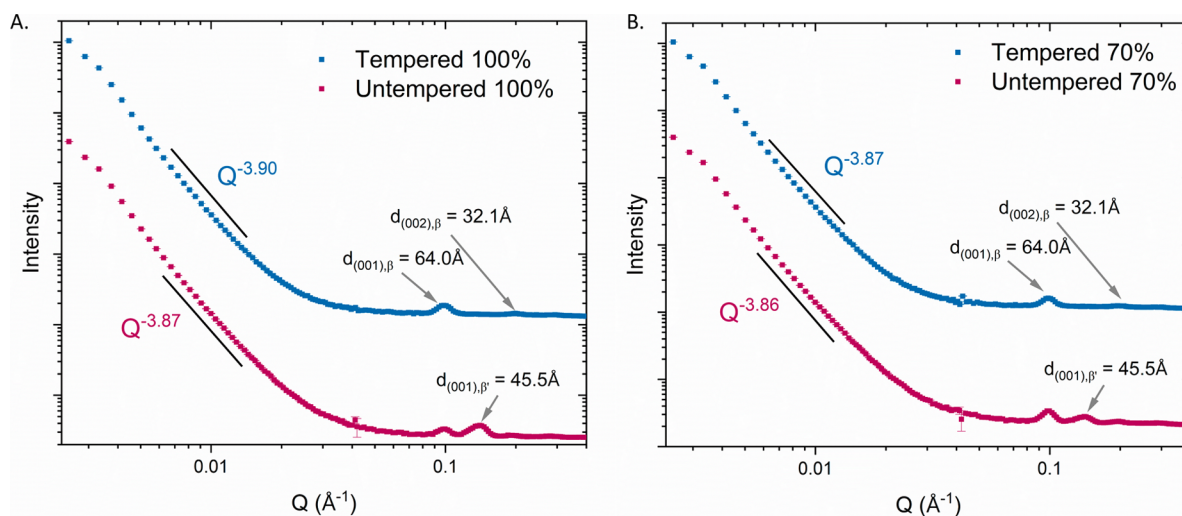 A.
Tempered 100%
Untempered 100%
Q^-3.90
d(002),β = 32.1Å
d(001),β = 64.0Å
Q^-3.87
d(001),β' = 45.5Å
Intensity
0.01
0.1
Q (Å^-1)
B.
Tempered 70%
Untempered 70%
Q^-3.87
d(002),β = 32.1Å
d(001),β = 64.0Å
Q^-3.86
d(001),β' = 45.5Å
Intensity
0.01
0.1
Q (Å^-1)